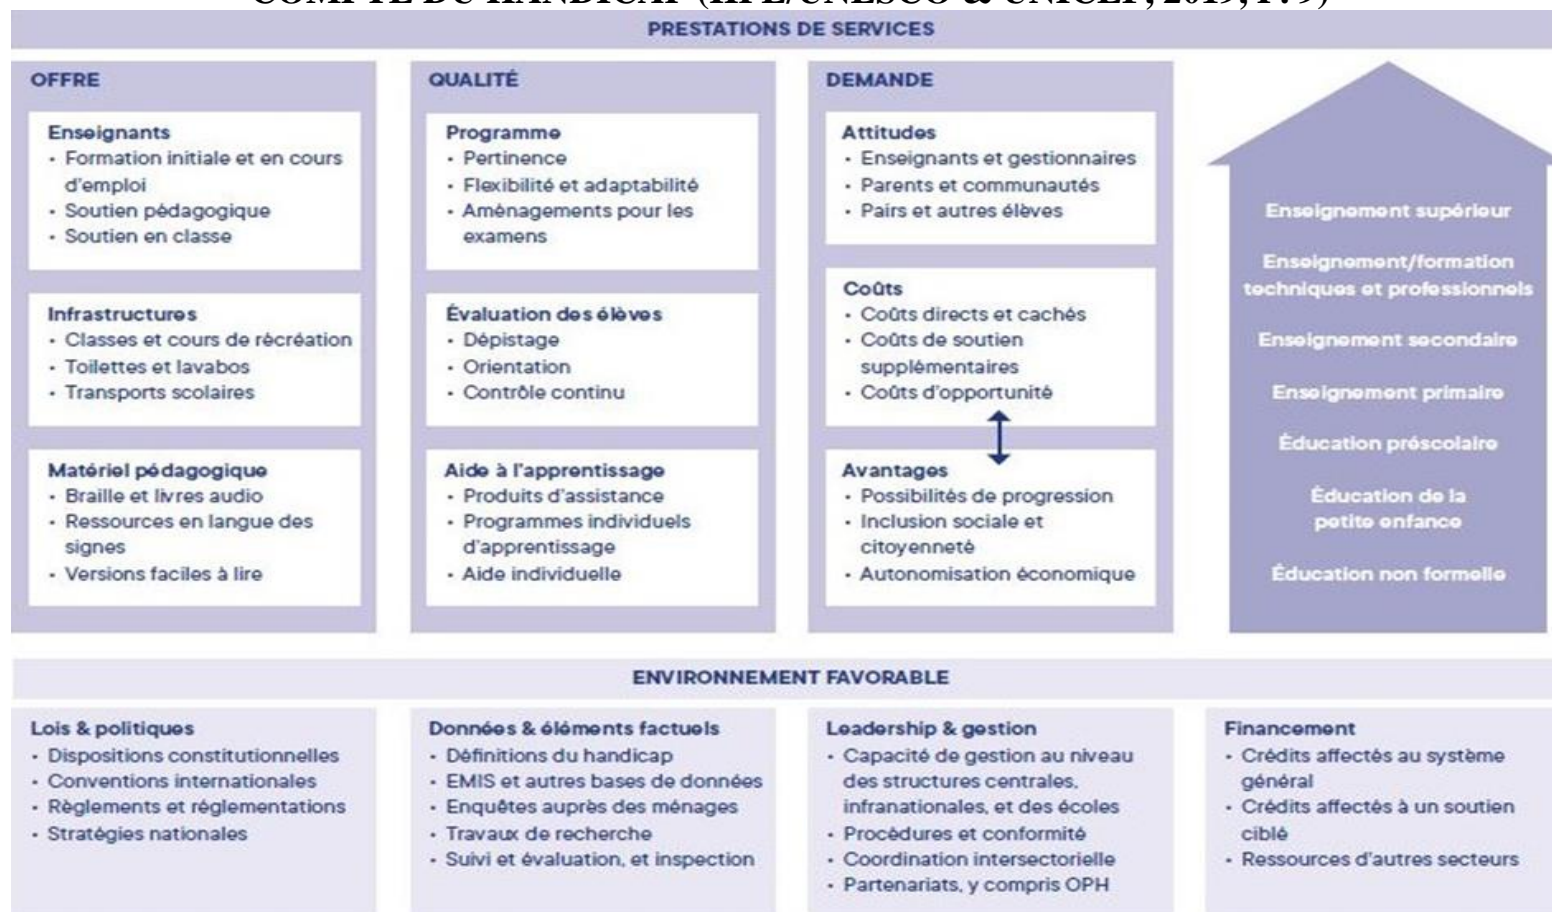 COMPTE DU HANDICAP (IIPE/UNESCO & UNICEF, 2019, P. 9)
PRESTATIONS DE SERVICES
OFFRE
Enseignants
• Formation initiale et en cours
d'emploi
• Soutien pédagogique
• Soutien en classe
Infrastructures
• Classes et cours de récréation
• Toilettes et lavabos
• Transports scolaires
Matériel pédagogique
• Braille et livres audio
• Ressources en langue des
signes
• Versions faciles à lire
QUALITÉ
Programme
• Pertinence
• Flexibilité et adaptabilité
• Aménagements pour les
examens
Évaluation des élèves
• Dépistage
• Orientation
• Contrôle continu
Aide à l'apprentissage
• Produits d'assistance
• Programmes individuels
d'apprentissage
• Aide individuelle
DEMANDE
Attitudes
• Enseignants et gestionnaires
• Parents et communautés
• Pairs et autres élèves
Coûts
• Coûts directs et cachés
• Coûts de soutien
supplémentaires
• Coûts d'opportunité
Avantages
• Possibilités de progression
• Inclusion sociale et
citoyenneté
• Autonomisation économique
Enseignement supérieur
Enseignement/formation
techniques et professionnels
Enseignement secondaire
Enseignement primaire
Éducation préscolaire
Éducation de la
petite enfance
Éducation non formelle
ENVIRONNEMENT FAVORABLE
Lois & politiques
• Dispositions constitutionnelles
• Conventions internationales
• Règlements et réglementations
• Stratégies nationales
Données & éléments factuels
• Définitions du handicap
• EMIS et autres bases de données
• Enquêtes auprès des ménages
• Travaux de recherche
• Suivi et évaluation, et inspection
Leadership & gestion
• Capacité de gestion au niveau
des structures centrales,
infranationales, et des écoles
• Procédures et conformité
• Coordination intersectorielle
• Partenariats, y compris OPH
Financement
• Crédits affectés au système
général
• Crédits affectés à un soutien
ciblé
• Ressources d'autres secteurs